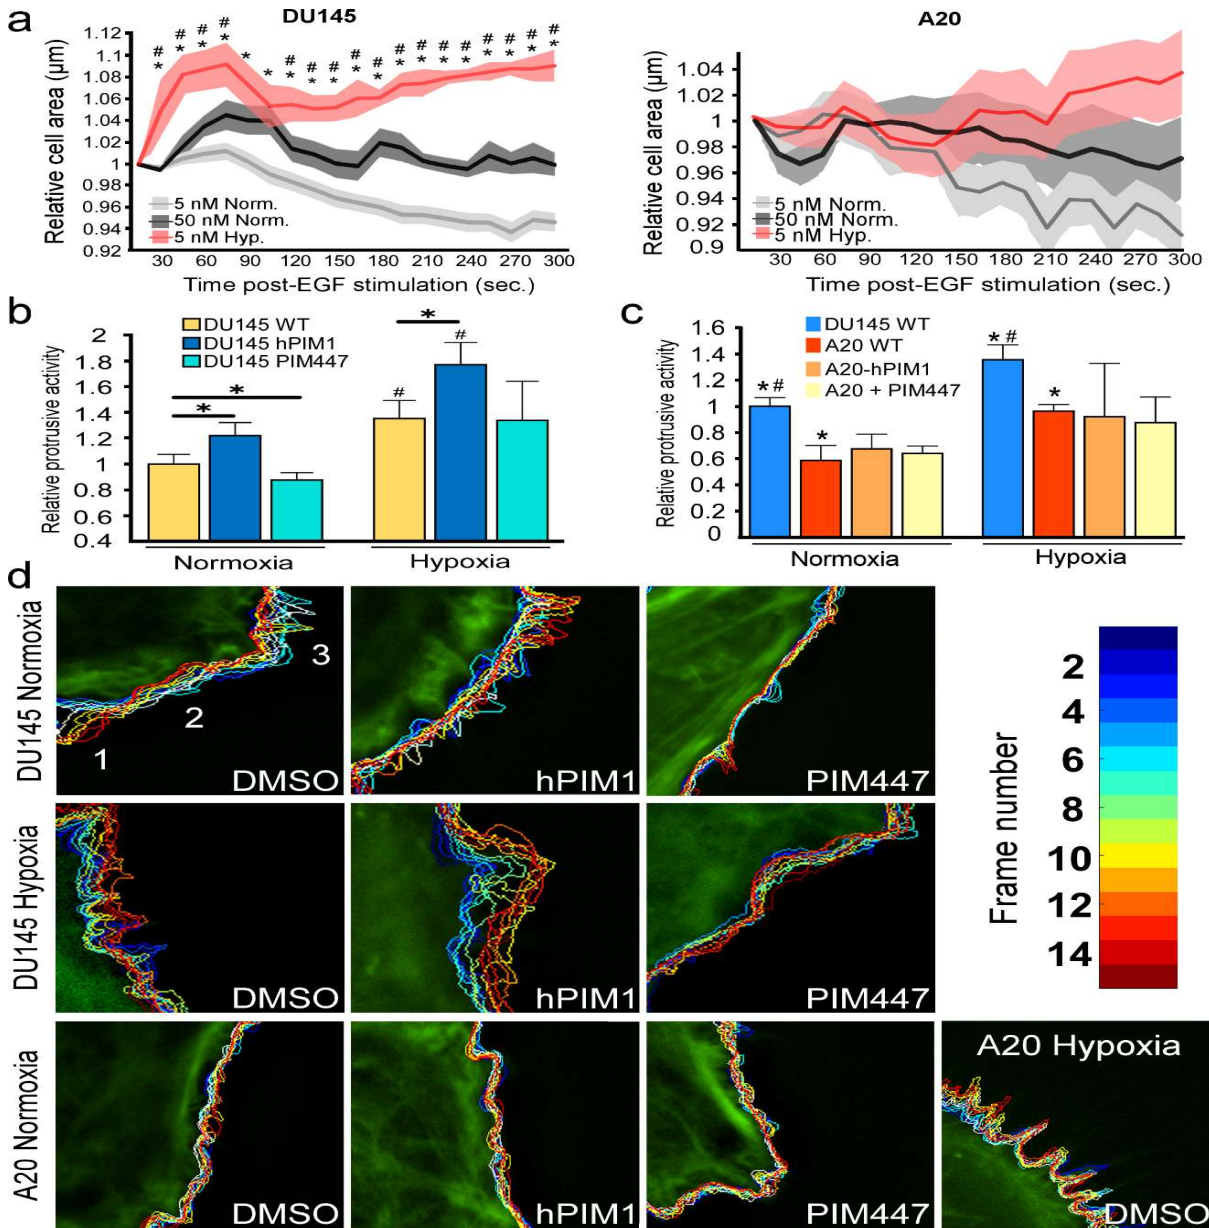 a
DU145
Relative cell area (μm)
1.12
1.1
1.08
1.06
1.04
1.02
1
0.98
0.96
0.94
0.92
# # # # # # # # # # # # # # # # #
* * * * * * * * * * * * * * * * * * *
5 nM Norm.
50 nM Norm.
5 nM Hyp.
30 60 90 120 150 180 210 240 270 300
Time post-EGF stimulation (sec.)
A20
Relative cell area (μm)
1.04
1.02
1
0.98
0.96
0.94
0.92
0.9
5 nM Norm.
50 nM Norm.
5 nM Hyp.
30 60 90 120 150 180 210 240 270 300
Time post-EGF stimulation (sec.)
b
Relative protrusive activity
2
1.8
1.6
1.4
1.2
1
0.8
0.6
0.4
DU145 WT
DU145 hPIM1
DU145 PIM447
*
*
*
#
#
Normoxia
Hypoxia
c
Relative protrusive activity
1.6
1.4
1.2
1
0.8
0.6
0.4
0.2
0
DU145 WT
A20 WT
A20-hPIM1
A20 + PIM447
* #
*
* #
*
Normoxia
Hypoxia
d
DU145 Normoxia
1
2
3
DMSO
hPIM1
PIM447
DU145 Hypoxia
DMSO
hPIM1
PIM447
A20 Normoxia
DMSO
hPIM1
PIM447
A20 Hypoxia
DMSO
Frame number
2
4
6
8
10
12
14